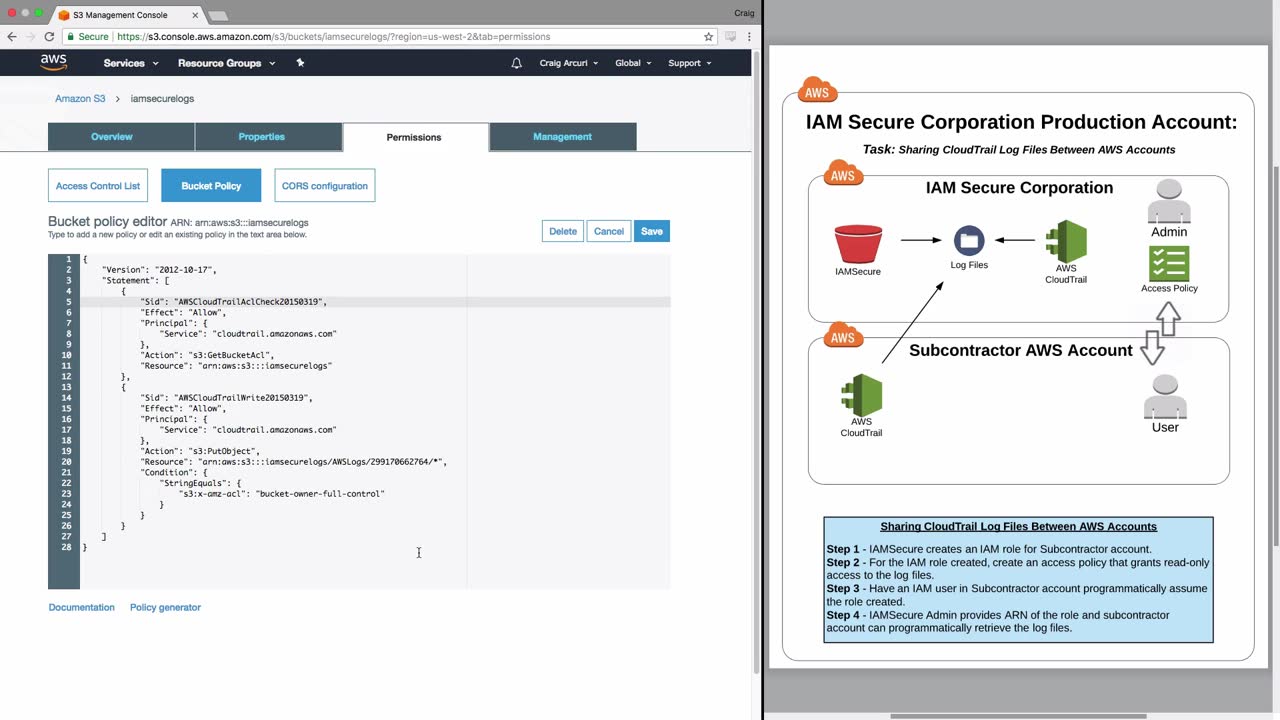 S3 Management Console
Craig
Secure | https://s3.console.aws.amazon.com/s3/buckets/iamsecurelogs/?region=us-west-2&tab=permissions
aws
Services
Resource Groups
Craig Arcuri
Global
Support
Amazon S3 > iamsecurelogs
Overview
Properties
Permissions
Management
Access Control List
Bucket Policy
CORS configuration
Bucket policy editor ARN: arn:aws:s3:::iamsecurelogs
Type to add a new policy or edit an existing policy in the text area below.
Delete
Cancel
Save
1 {
2 "Version": "2012-10-17",
3 "Statement": [
4 {
5 "Sid": "AWSCloudTrailAclCheck20150319",
6 "Effect": "Allow",
7 "Principal": {
8 "Service": "cloudtrail.amazonaws.com"
9 },
10 "Action": "s3:GetBucketAcl",
11 "Resource": "arn:aws:s3:::iamsecurelogs"
12 },
13 {
14 "Sid": "AWSCloudTrailWrite20150319",
15 "Effect": "Allow",
16 "Principal": {
17 "Service": "cloudtrail.amazonaws.com"
18 },
19 "Action": "s3:PutObject",
20 "Resource": "arn:aws:s3:::iamsecurelogs/AWSLogs/299170662764/*",
21 "Condition": {
22 "StringEquals": {
23 "s3:x-amz-acl": "bucket-owner-full-control"
24 }
25 }
26 }
27 ]
28 }
Documentation
Policy generator
AWS
IAM Secure Corporation Production Account:
Task: Sharing CloudTrail Log Files Between AWS Accounts
AWS
IAM Secure Corporation
Admin
IAMSecure
Log Files
AWS
CloudTrail
Access Policy
AWS
Subcontractor AWS Account
AWS
CloudTrail
User
Sharing CloudTrail Log Files Between AWS Accounts
Step 1 - IAMSecure creates an IAM role for Subcontractor account.
Step 2 - For the IAM role created, create an access policy that grants read-only
access to the log files.
Step 3 - Have an IAM user in Subcontractor account programmatically assume
the role created.
Step 4 - IAMSecure Admin provides ARN of the role and subcontractor
account can programmatically retrieve the log files.